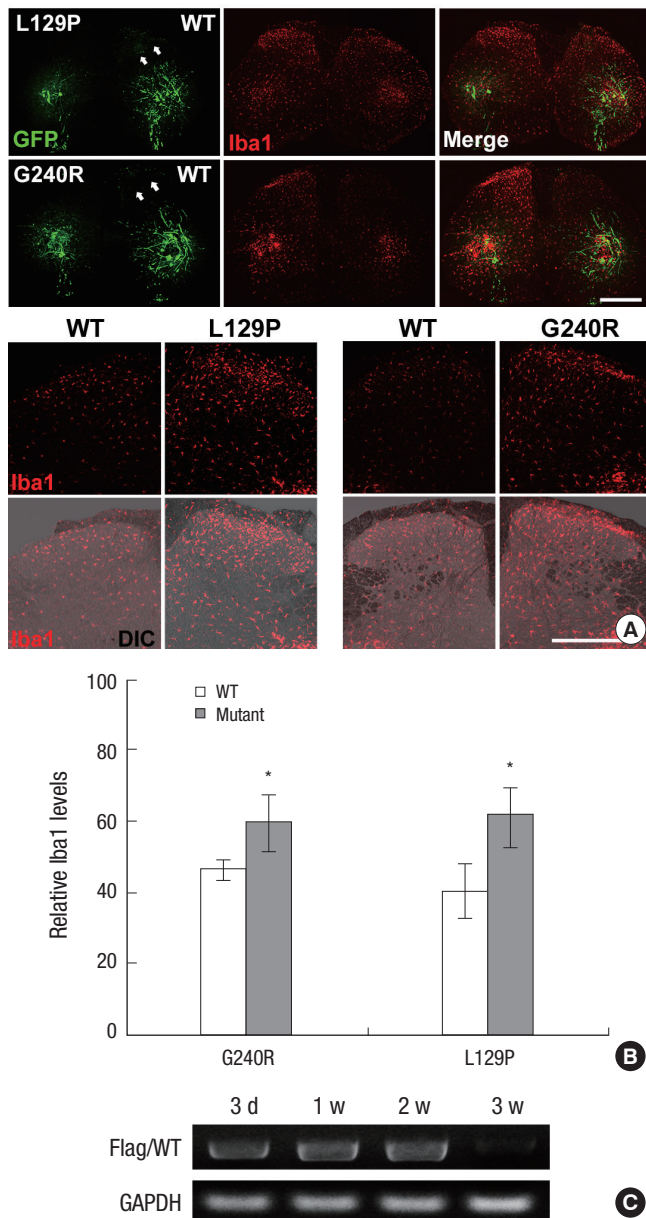 L129P WT
GFP Iba1 Merge
G240R WT
WT L129P WT G240R
Iba1
Iba1 DIC
A
100
80
60
40
20
0
Relative Iba1 levels
WT
Mutant
* *
G240R L129P
B
3 d 1 w 2 w 3 w
Flag/WT
GAPDH
C